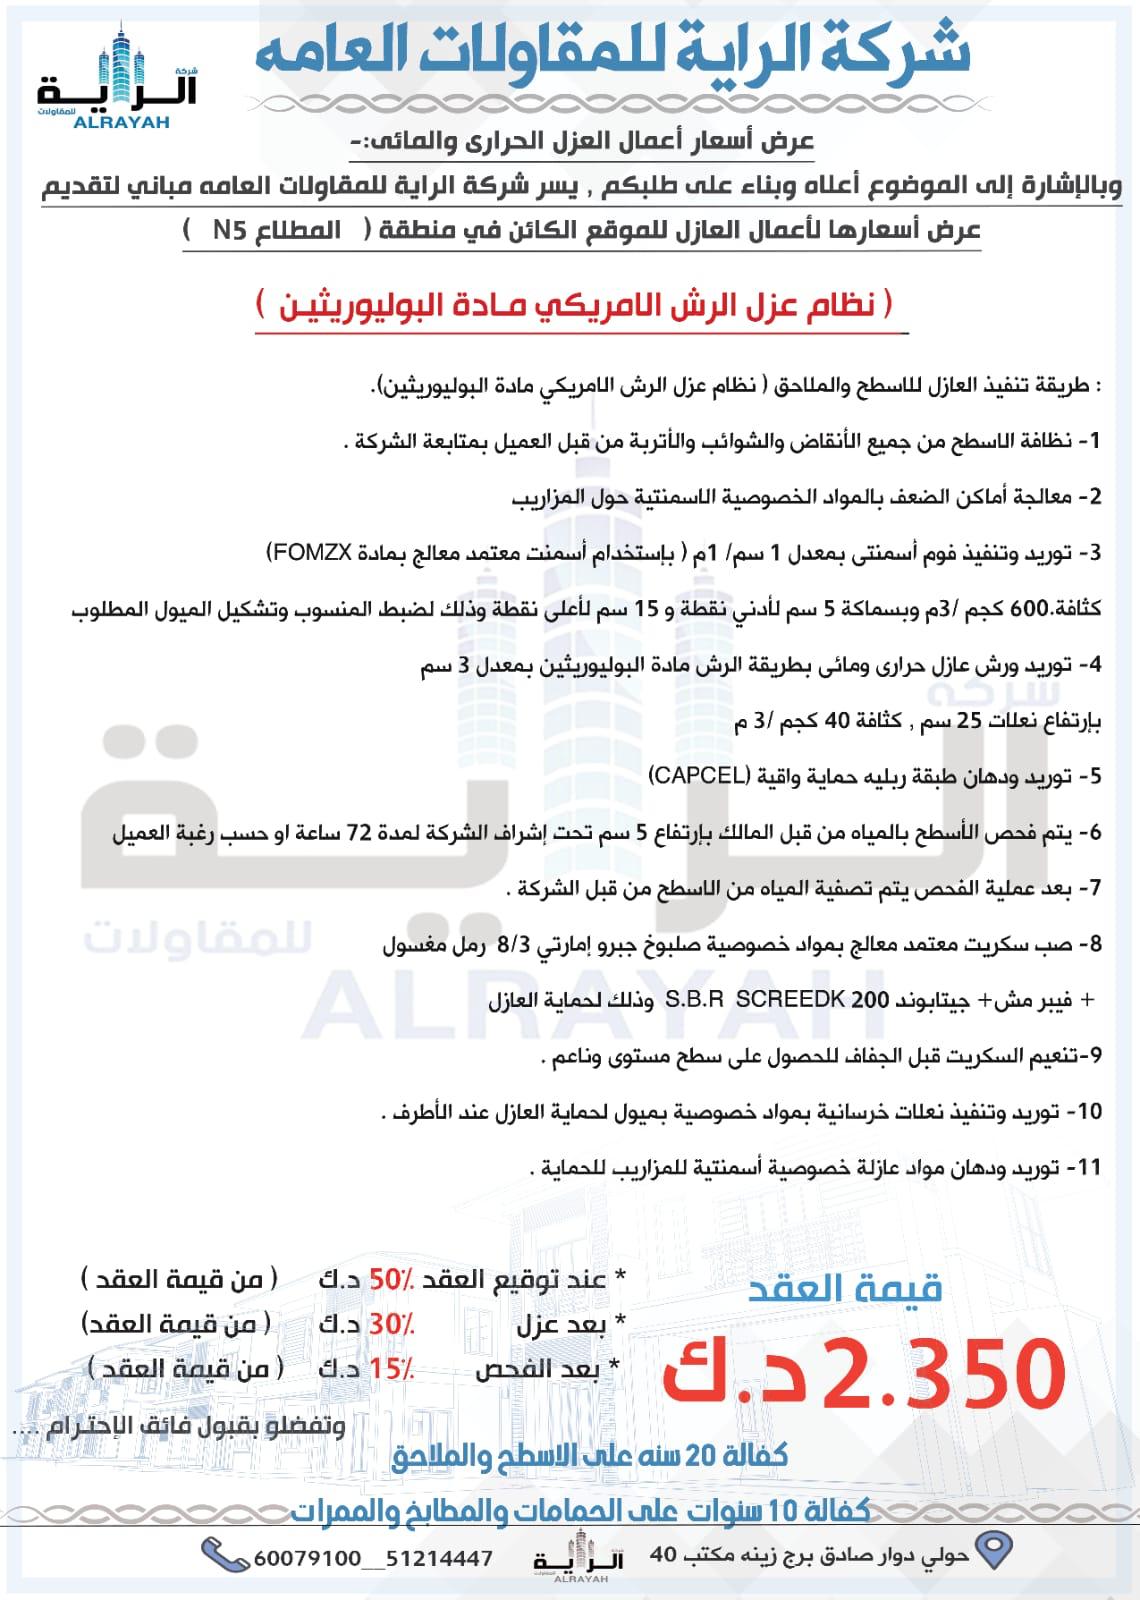 شركة الراية للمقاولات العامه
شركة
الراية
للمقاولات
ALRAYAH
عرض أسعار أعمال العزل الحرارى والمائى:-
وبالإشارة إلى الموضوع أعلاه وبناء على طلبكم , يسر شركة الراية للمقاولات العامه مباني لتقديم
عرض أسعارها لأعمال العازل للموقع الكائن في منطقة ( المطلاع N5 )
( نظام عزل الرش الامريكي مادة البوليوريثين )
: طريقة تنفيذ العازل للاسطح والملاحق ( نظام عزل الرش الامريكي مادة البوليوريثين).
1- نظافة الاسطح من جميع الأنقاض والشوائب والأتربة من قبل العميل بمتابعة الشركة .
2- معالجة أماكن الضعف بالمواد الخصوصية الاسمنتية حول المزاريب
3- توريد وتنفيذ فوم أسمنتى بمعدل 1 سم/ 1م ( بإستخدام أسمنت معتمد معالج بمادة FOMZX)
كثافة.600 كجم /3م وبسماكة 5 سم لأدني نقطة و 15 سم لأعلى نقطة وذلك لضبط المنسوب وتشكيل الميول المطلوب
4- توريد ورش عازل حرارى ومائى بطريقة الرش مادة البوليوريثين بمعدل 3 سم
بإرتفاع نعلات 25 سم , كثافة 40 كجم /3 م
5- توريد ودهان طبقة ربليه حماية واقية (CAPCEL)
6- يتم فحص الأسطح بالمياه من قبل المالك بإرتفاع 5 سم تحت إشراف الشركة لمدة 72 ساعة او حسب رغبة العميل
7- بعد عملية الفحص يتم تصفية المياه من الاسطح من قبل الشركة .
8- صب سكريت معتمد معالج بمواد خصوصية صلبوخ جبرو إمارتي 8/3 رمل مغسول
+ فيبر مش+ جيتابوند S.B.R SCREEDK 200 وذلك لحماية العازل
9-تنعيم السكريت قبل الجفاف للحصول على سطح مستوى وناعم .
10- توريد وتنفيذ نعلات خرسانية بمواد خصوصية بميول لحماية العازل عند الأطرف .
11- توريد ودهان مواد عازلة خصوصية أسمنتية للمزاريب للحماية .
شركة
الراية
للمقاولات
ALRAYAH
قيمة العقد
2.350 د.ك
* عند توقيع العقد 50٪ د.ك ( من قيمة العقد )
* بعد عزل 30٪ د.ك ( من قيمة العقد)
* بعد الفحص 15٪ د.ك ( من قيمة العقد )
وتفضلو بقبول فائق الإحترام ....
كفالة 20 سنه على الاسطح والملاحق
كفالة 10 سنوات على الحمامات والمطابخ والممرات
حولي دوار صادق برج زينه مكتب 40
شركة
الراية
للمقاولات
ALRAYAH
60079100__51214447